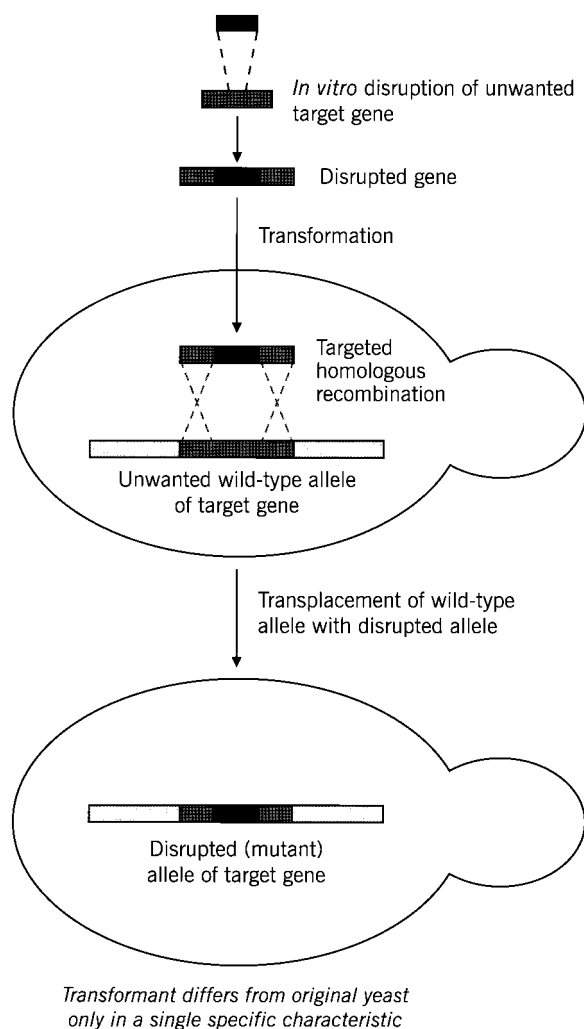 In vitro disruption of unwanted
target gene
Disrupted gene
Transformation
Targeted
homologous
recombination
Unwanted wild-type allele
of target gene
Transplacement of wild-type
allele with disrupted allele
Disrupted (mutant)
allele of target gene
Transformant differs from original yeast
only in a single specific characteristic